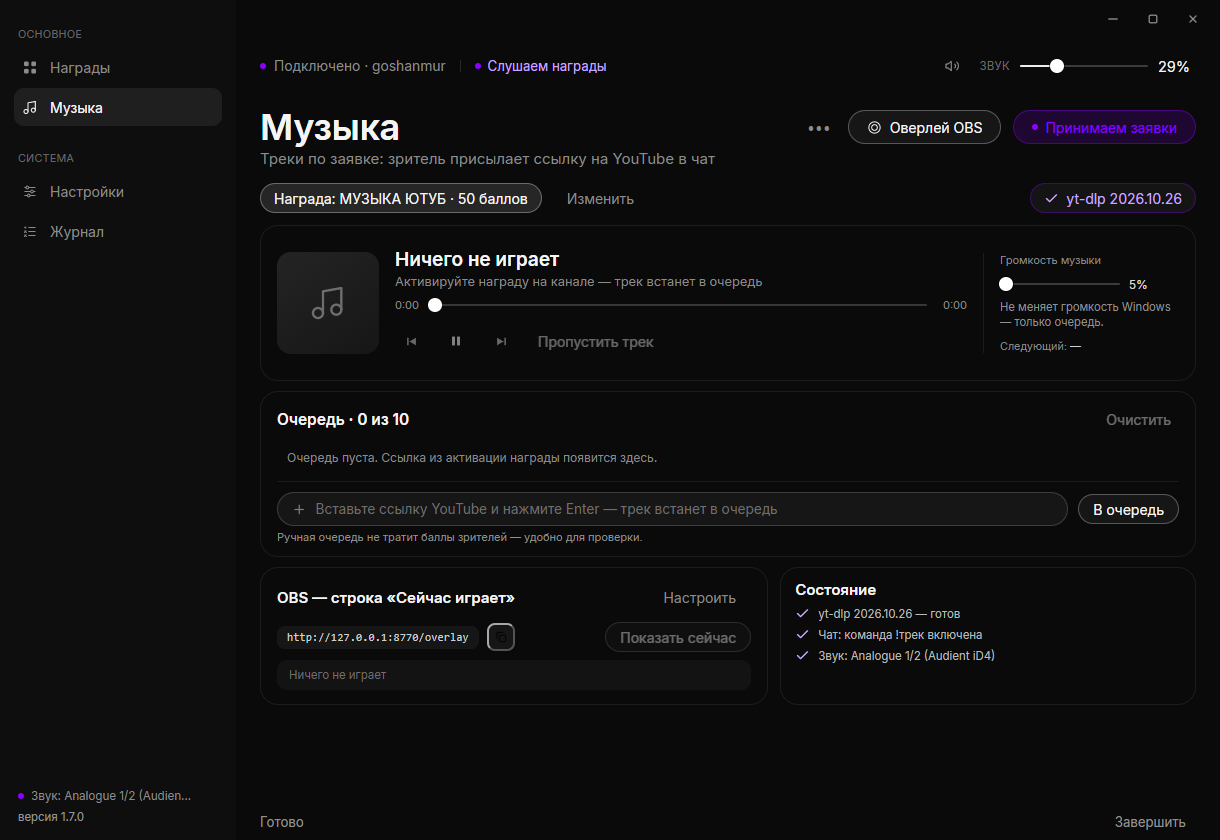 ОСНОВНОЕ
Награды
Музыка
СИСТЕМА
Настройки
Журнал
Звук: Analogue 1/2 (Audien...
версия 1.7.0
Подключено · goshanmur
Слушаем награды
ЗВУК
29%
Музыка
Оверлей OBS
Принимаем заявки
Треки по заявке: зритель присылает ссылку на YouTube в чат
Награда: МУЗЫКА ЮТУБ · 50 баллов
Изменить
yt-dlp 2026.10.26
Ничего не играет
Активируйте награду на канале — трек встанет в очередь
0:00
0:00
Пропустить трек
Громкость музыки
5%
Не меняет громкость Windows
— только очередь.
Следующий: —
Очередь · 0 из 10
Очистить
Очередь пуста. Ссылка из активации награды появится здесь.
Вставьте ссылку YouTube и нажмите Enter — трек встанет в очередь
В очередь
Ручная очередь не тратит баллы зрителей — удобно для проверки.
OBS — строка «Сейчас играет»
Настроить
http://127.0.0.1:8770/overlay
Показать сейчас
Ничего не играет
Состояние
yt-dlp 2026.10.26 — готов
Чат: команда !трек включена
Звук: Analogue 1/2 (Audient iD4)
Готово
Завершить